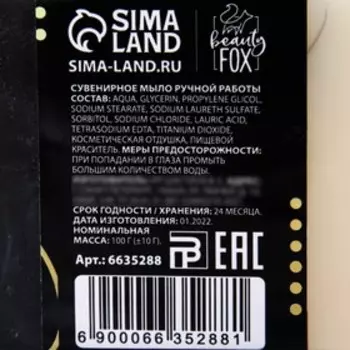 SIMA
LAND
SIMA-LAND.RU
beauty
FOX
СУВЕНИРНОЕ МЫЛО РУЧНОЙ РАБОТЫ
СОСТАВ: AQUA, GLYCERIN, PROPYLENE GLICOL,
SODIUM STEARATE, SODIUM LAURETH SULFATE,
SORBITOL, SODIUM CHLORIDE, LAURIC ACID,
TETRASODIUM EDTA, TITANIUM DIOXIDE,
КОСМЕТИЧЕСКАЯ ОТДУШКА, ПИЩЕВОЙ
КРАСИТЕЛЬ. МЕРЫ ПРЕДОСТОРОЖНОСТИ:
ПРИ ПОПАДАНИИ В ГЛАЗА ПРОМЫТЬ
БОЛЬШИМ КОЛИЧЕСТВОМ ВОДЫ.
СРОК ГОДНОСТИ / ХРАНЕНИЯ: 24 МЕСЯЦА.
ДАТА ИЗГОТОВЛЕНИЯ: 01.2022.
НОМИНАЛЬНАЯ
МАССА: 100 Г (±10 Г).
Арт.: 6635288
EAC
6 900066 352881